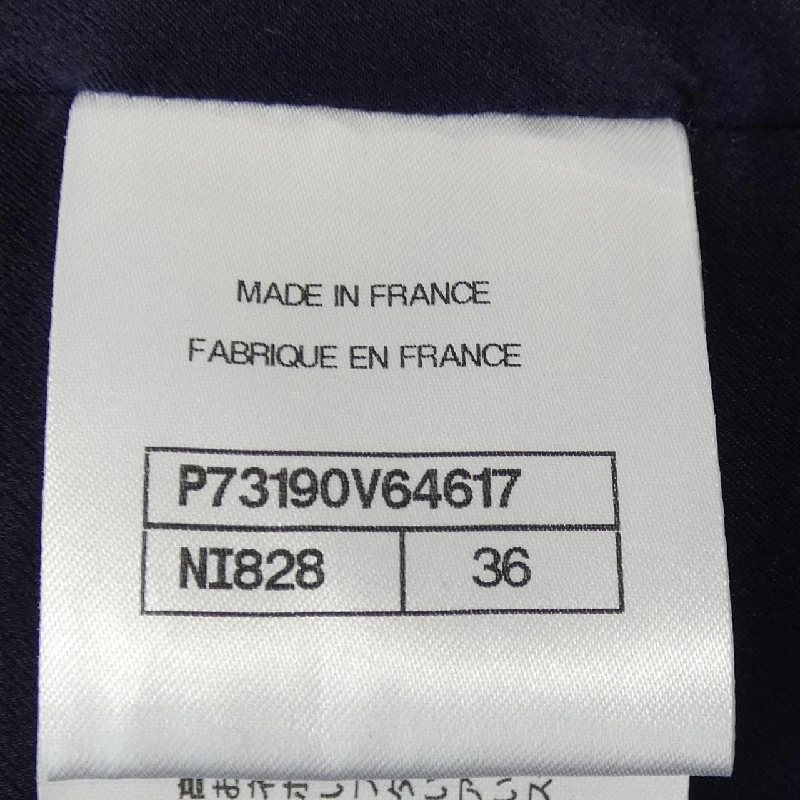 MADE IN FRANCE
FABRIQUE EN FRANCE
P73190V64617
NI828 36